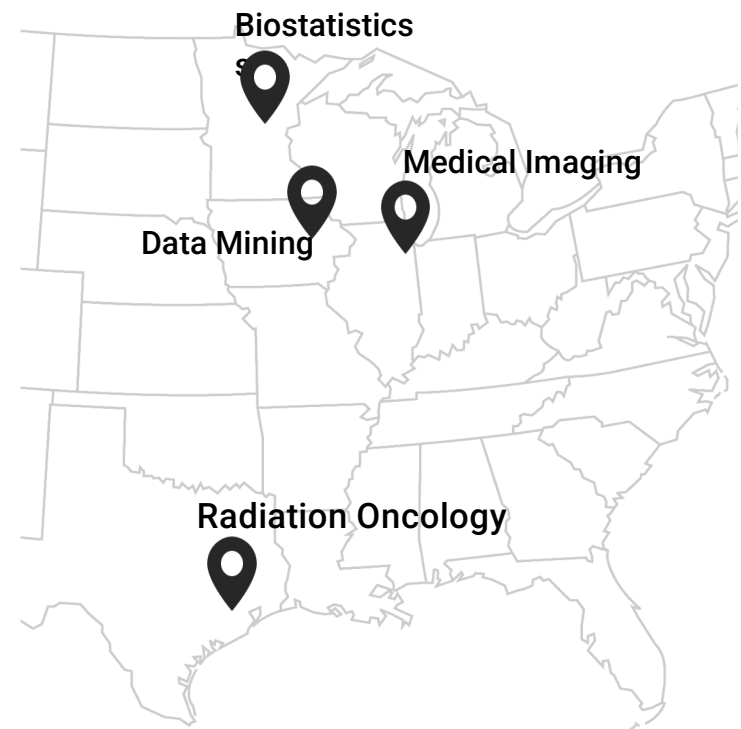 Biostatistics
s
Medical Imaging
Data Mining
Radiation Oncology